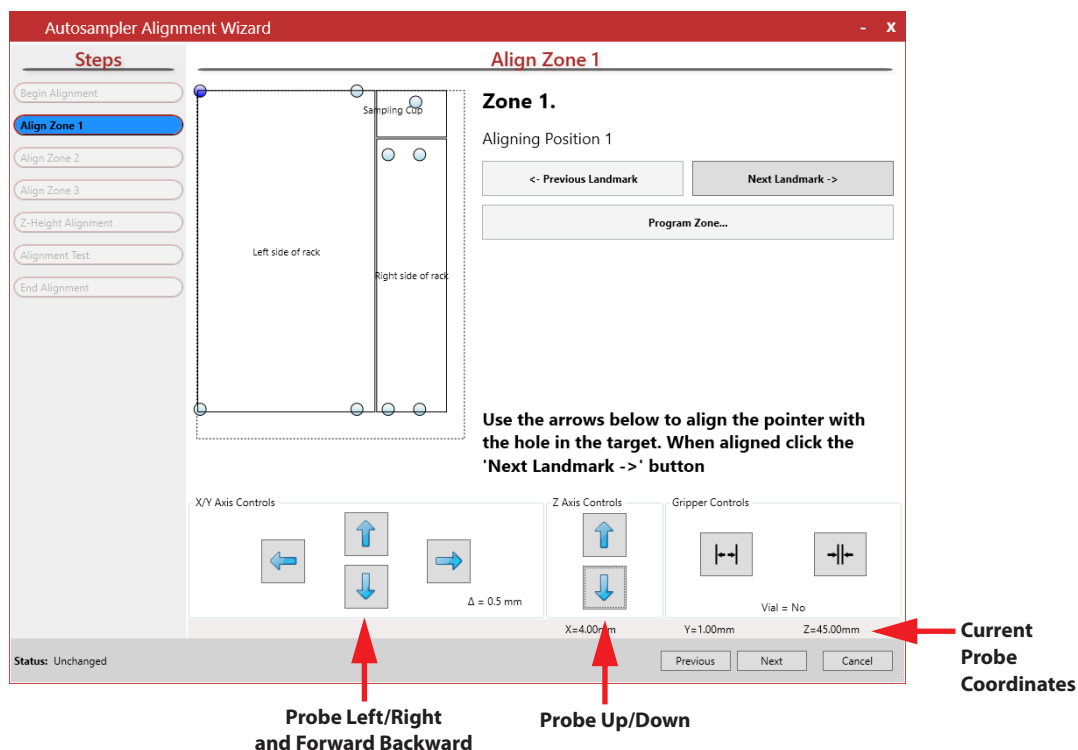 Autosampler Alignment Wizard
- X
Steps
Begin Alignment
Align Zone 1
Align Zone 2
Align Zone 3
Z-Height Alignment
Alignment Test
End Alignment
Align Zone 1
Sampling Cup
Left side of rack
Right side of rack
Zone 1.
Aligning Position 1
<- Previous Landmark
Next Landmark ->
Program Zone...
Use the arrows below to align the pointer with
the hole in the target. When aligned click the
'Next Landmark ->' button
X/Y Axis Controls
Δ = 0.5 mm
Z Axis Controls
Gripper Controls
Vial = No
X=4.00mm
Y=1.00mm
Z=45.00mm
Status: Unchanged
Previous
Next
Cancel
Current
Probe
Coordinates
Probe Left/Right
and Forward Backward
Probe Up/Down